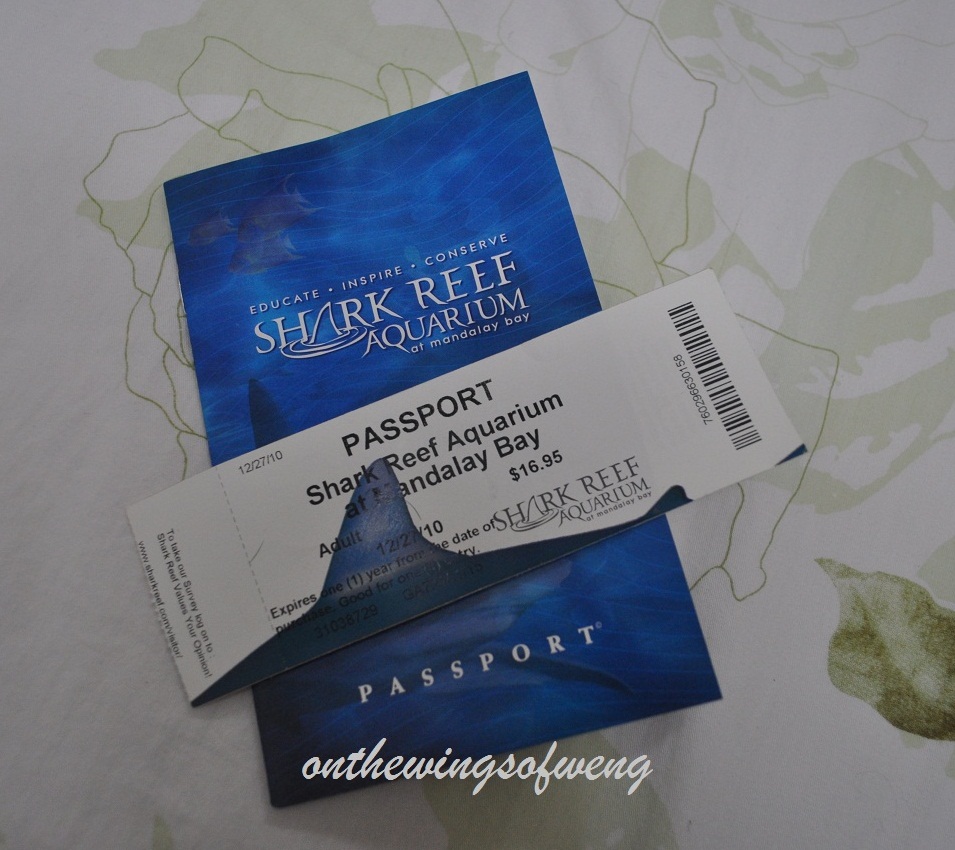 EDUCATE • INSPIRE • CONSERVE
SHARK REEF
AQUARIUM
at mandalay bay
12/27/10
PASSPORT
Shark Reef Aquarium
at Mandalay Bay
$16.95
Adult 12/27/10
Expires one (1) year from the date of
purchase. Good for one entry.
31038729
SHARK REEF
AQUARIUM
at mandalay bay
760296630158
To take our Survey log on to :
Shark Reef Values Your Opinion!
www.sharkreef.com/visitor/
PASSPORT©
onthewingsofweng